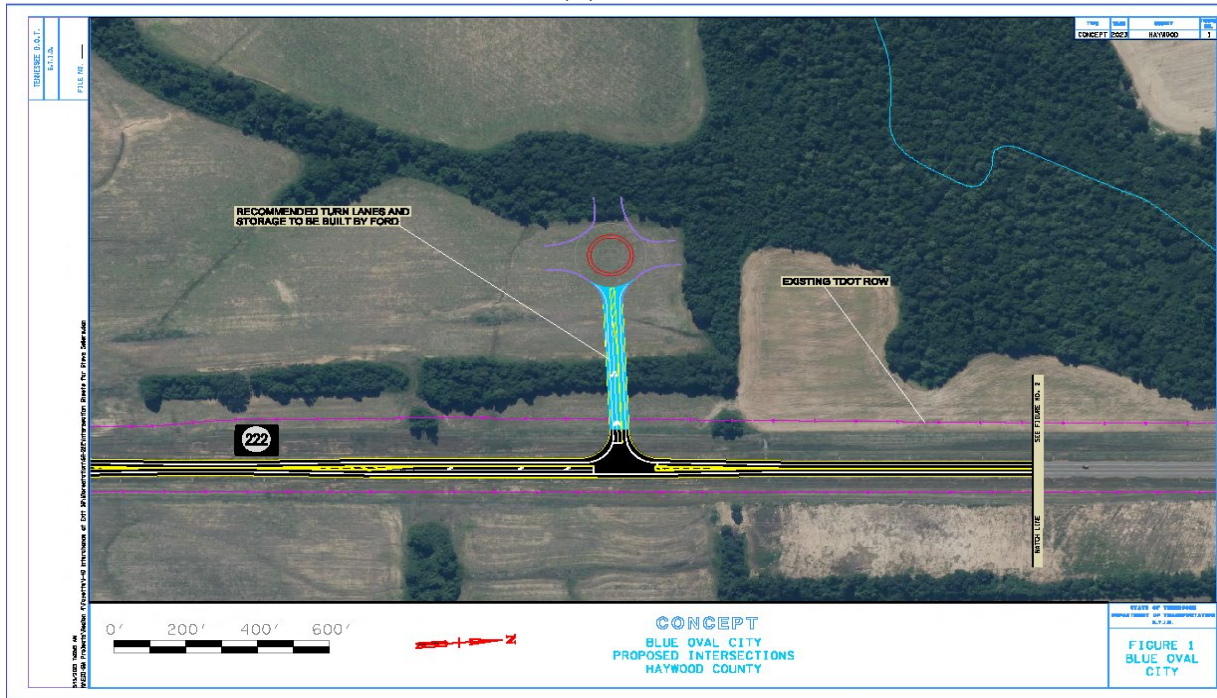 TENNESSEE D.O.T.
S.T.I.D.
FILE NO.
TYPE YEAR COUNTY
CONCEPT 2023 HAYWOOD 1
RECOMMENDED TURN LANES AND
STORAGE TO BE BUILT BY FORD
EXISTING TDOT ROW
222
SEE FIGURE NO. 2
MATCH LINE
0' 200' 400' 600'
N
CONCEPT
BLUE OVAL CITY
PROPOSED INTERSECTIONS
HAYWOOD COUNTY
STATE OF TENNESSEE
DEPARTMENT OF TRANSPORTATION
S.T.I.D.
FIGURE 1
BLUE OVAL
CITY